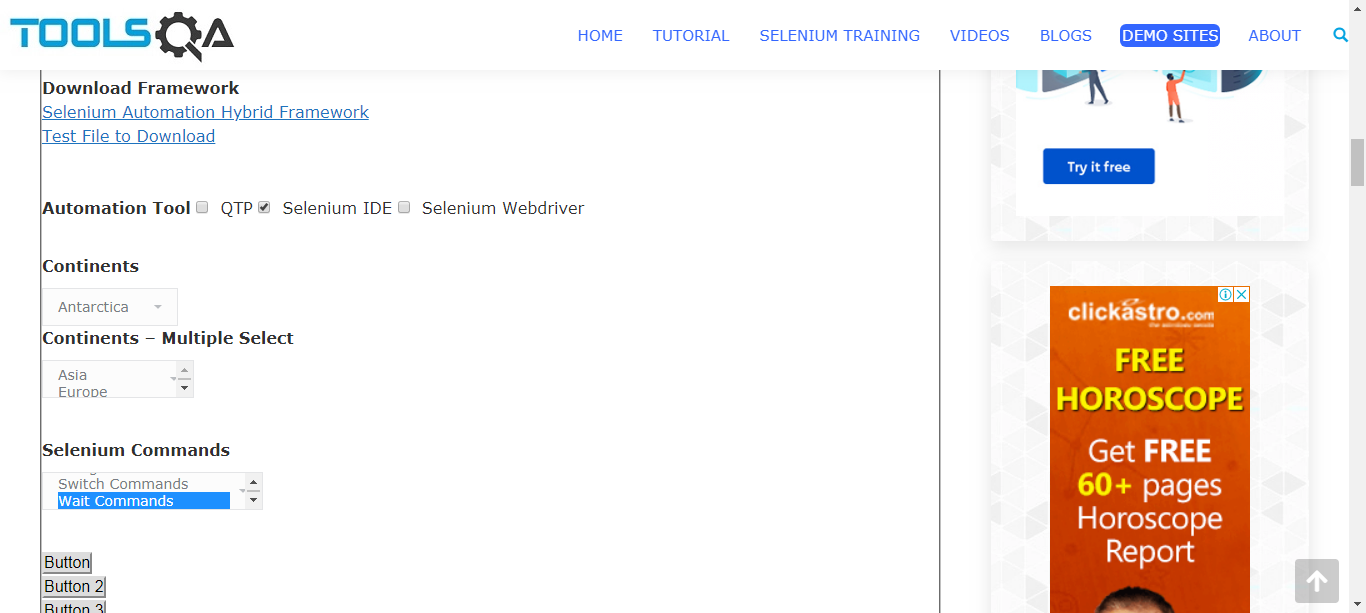 TOOLSQA
HOME TUTORIAL SELENIUM TRAINING VIDEOS BLOGS DEMO SITES ABOUT
Download Framework
Selenium Automation Hybrid Framework
Test File to Download
Automation Tool QTP Selenium IDE Selenium Webdriver
Continents
Antarctica
Continents – Multiple Select
Asia
Europe
Selenium Commands
Switch Commands
Wait Commands
Button
Button 2
Button 3
Try it free
clickastro.com
FREE
HOROSCOPE
Get FREE
60+ pages
Horoscope
Report